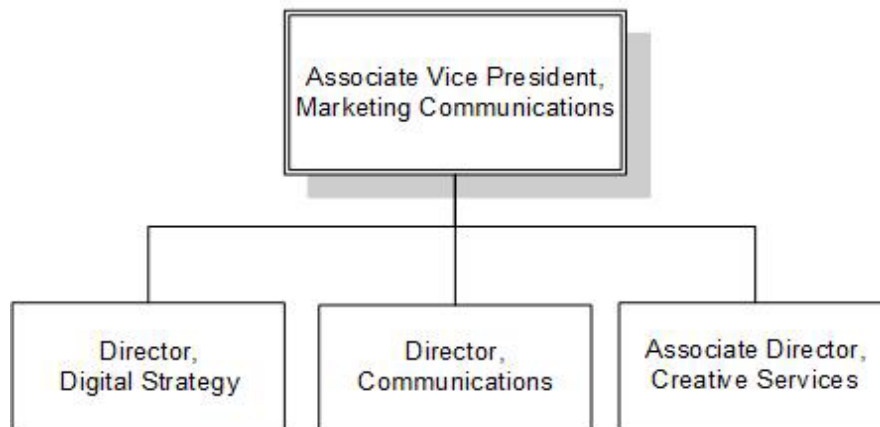 Associate Vice President,
Marketing Communications
Director,
Digital Strategy
Director,
Communications
Associate Director,
Creative Services